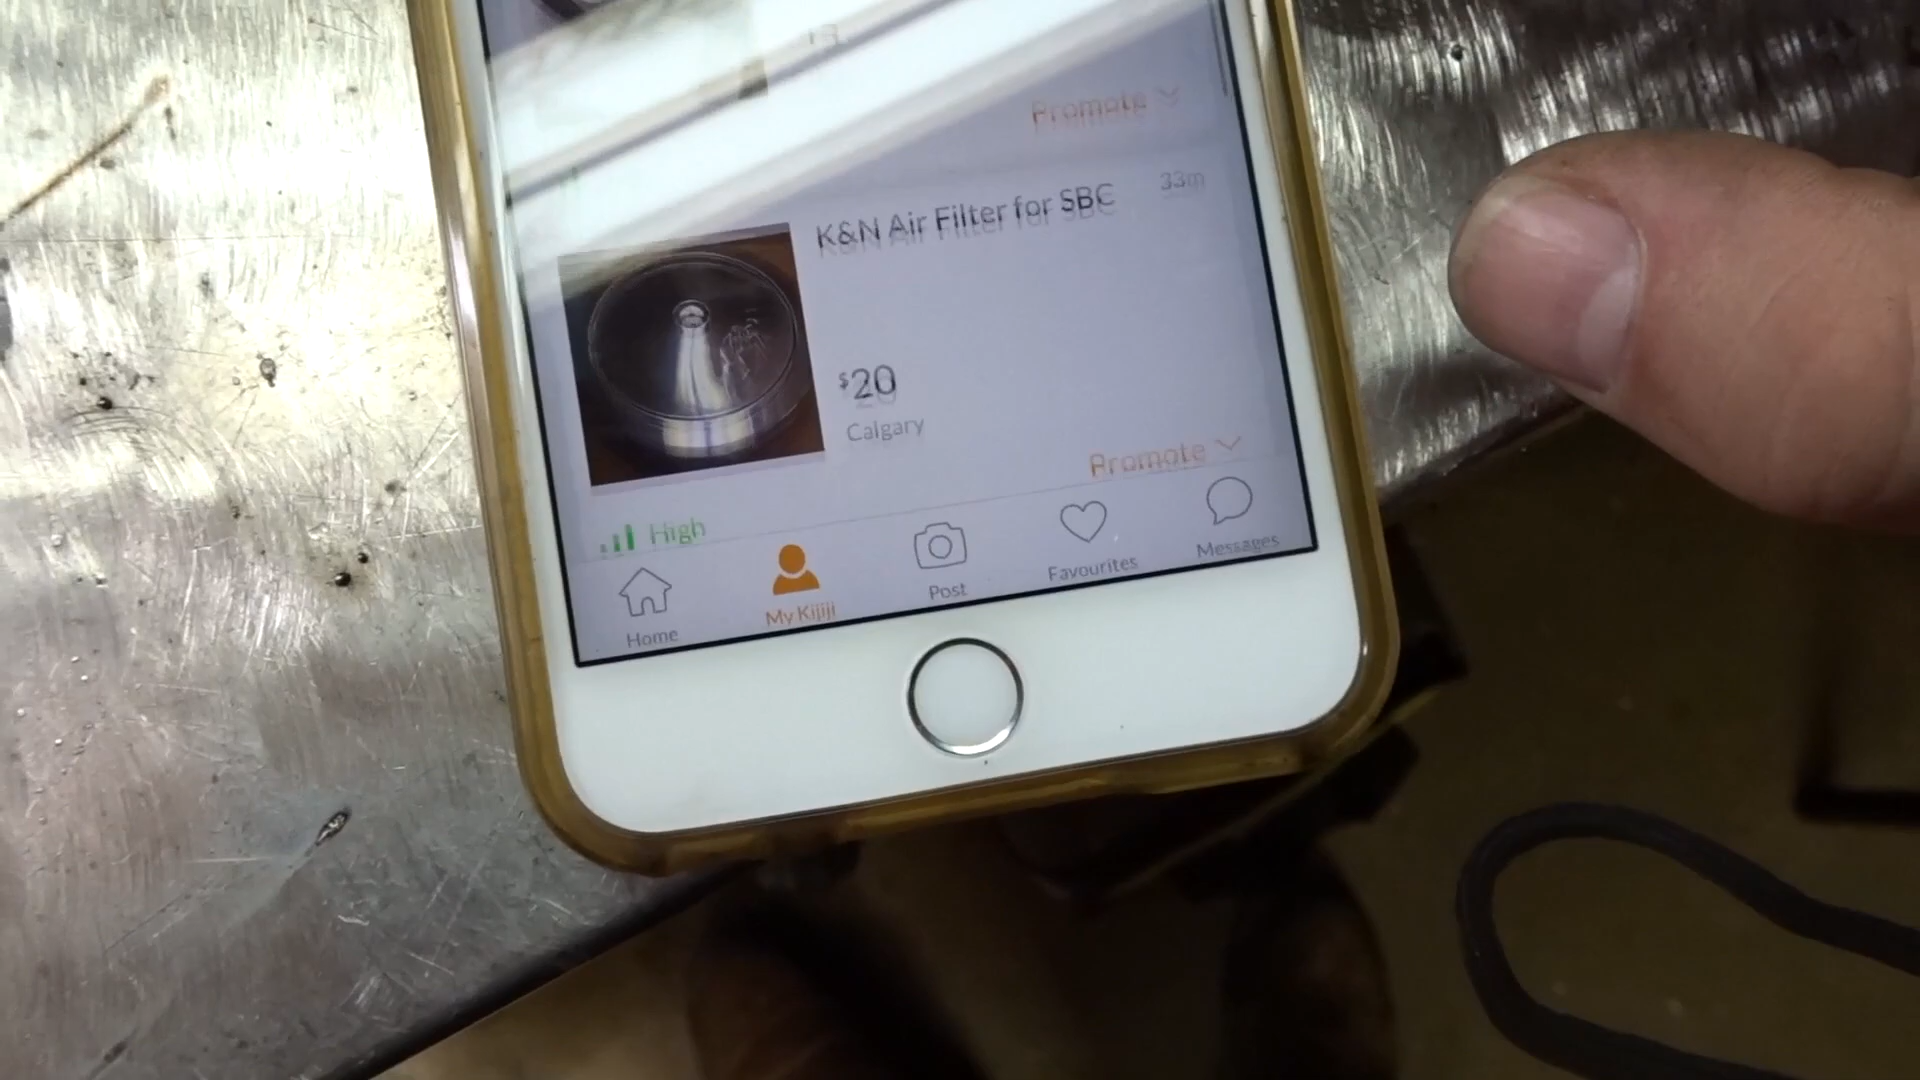 Promote
K&N Air Filter for SBC
33m
$20
Calgary
Promote
High
Home
My Kijiji
Post
Favourites
Messages